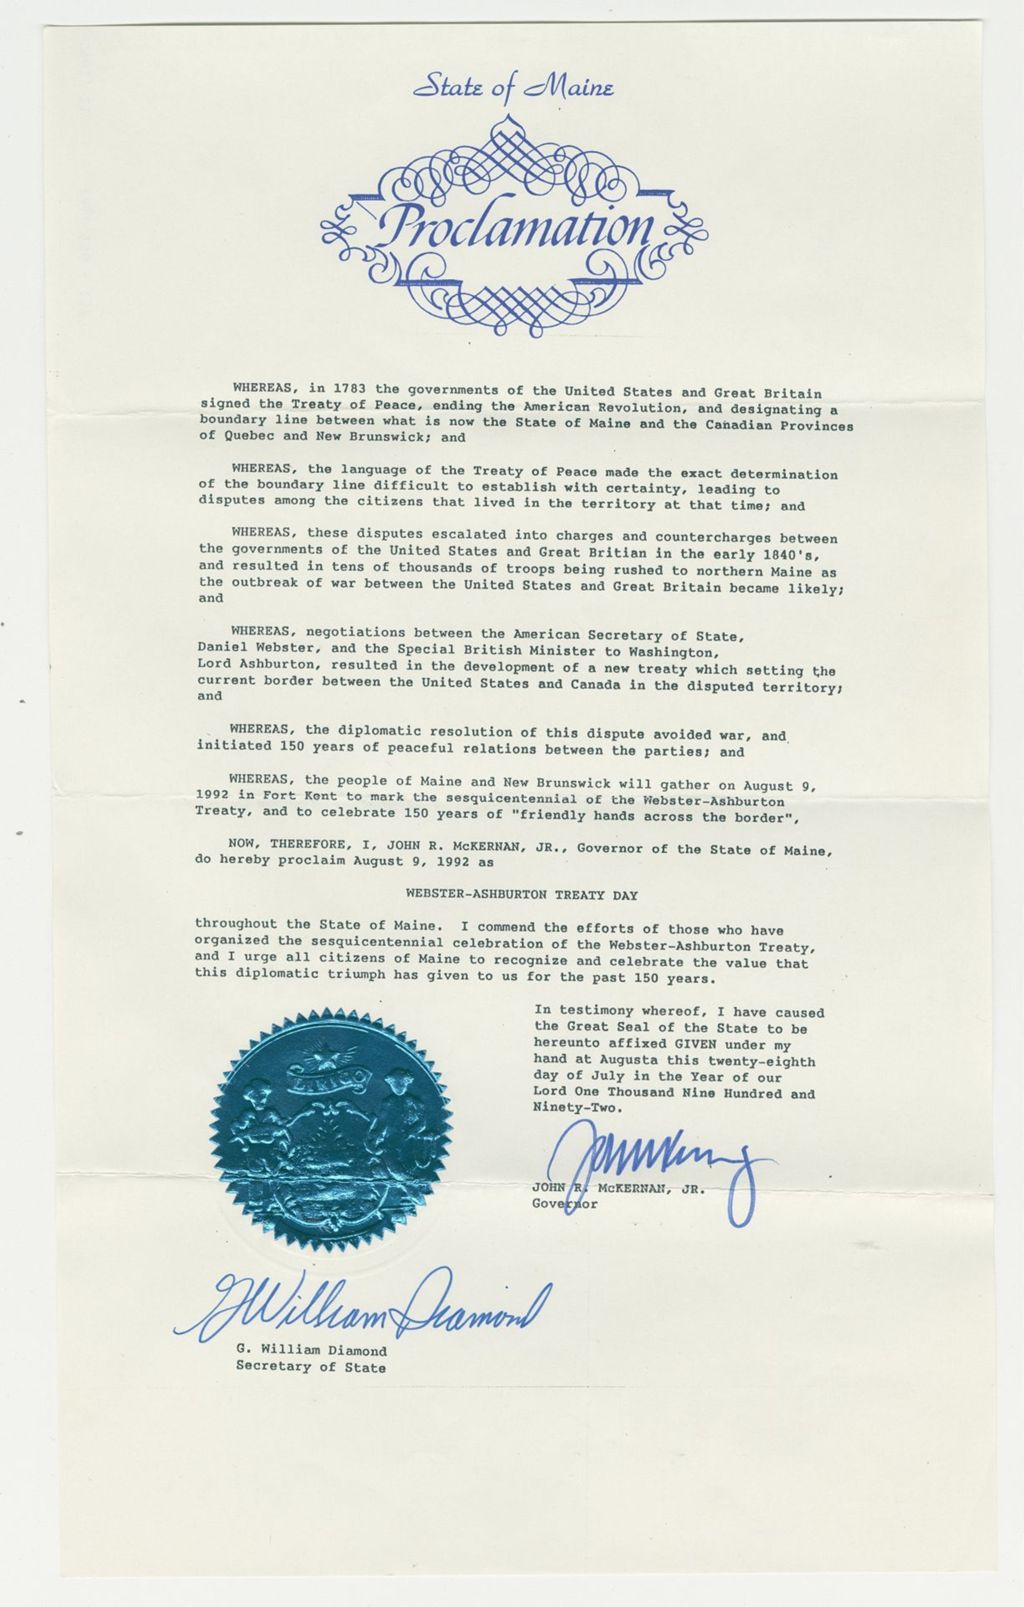 State of Maine
Proclamation
WHEREAS, in 1783 the governments of the United States and Great Britain
signed the Treaty of Peace, ending the American Revolution, and designating a
boundary line between what is now the State of Maine and the Canadian Provinces
of Quebec and New Brunswick; and
WHEREAS, the language of the Treaty of Peace made the exact determination
of the boundary line difficult to establish with certainty, leading to
disputes among the citizens that lived in the territory at that time; and
WHEREAS, these disputes escalated into charges and countercharges between
the governments of the United States and Great Britian in the early 1840's,
and resulted in tens of thousands of troops being rushed to northern Maine as
the outbreak of war between the United States and Great Britain became likely;
and
WHEREAS, negotiations between the American Secretary of State,
Daniel Webster, and the Special British Minister to Washington,
Lord Ashburton, resulted in the development of a new treaty which setting the
current border between the United States and Canada in the disputed territory;
and
WHEREAS, the diplomatic resolution of this dispute avoided war, and
initiated 150 years of peaceful relations between the parties; and
WHEREAS, the people of Maine and New Brunswick will gather on August 9,
1992 in Fort Kent to mark the sesquicentennial of the Webster-Ashburton
Treaty, and to celebrate 150 years of "friendly hands across the border",
NOW, THEREFORE, I, JOHN R. McKERNAN, JR., Governor of the State of Maine,
do hereby proclaim August 9, 1992 as
WEBSTER-ASHBURTON TREATY DAY
throughout the State of Maine. I commend the efforts of those who have
organized the sesquicentennial celebration of the Webster-Ashburton Treaty,
and I urge all citizens of Maine to recognize and celebrate the value that
this diplomatic triumph has given to us for the past 150 years.
In testimony whereof, I have caused
the Great Seal of the State to be
hereunto affixed GIVEN under my
hand at Augusta this twenty-eighth
day of July in the Year of our
Lord One Thousand Nine Hundred and
Ninety-Two.
DIRIGO
JOHN R. McKERNAN, JR.
Governor
G William Diamond
G. William Diamond
Secretary of State